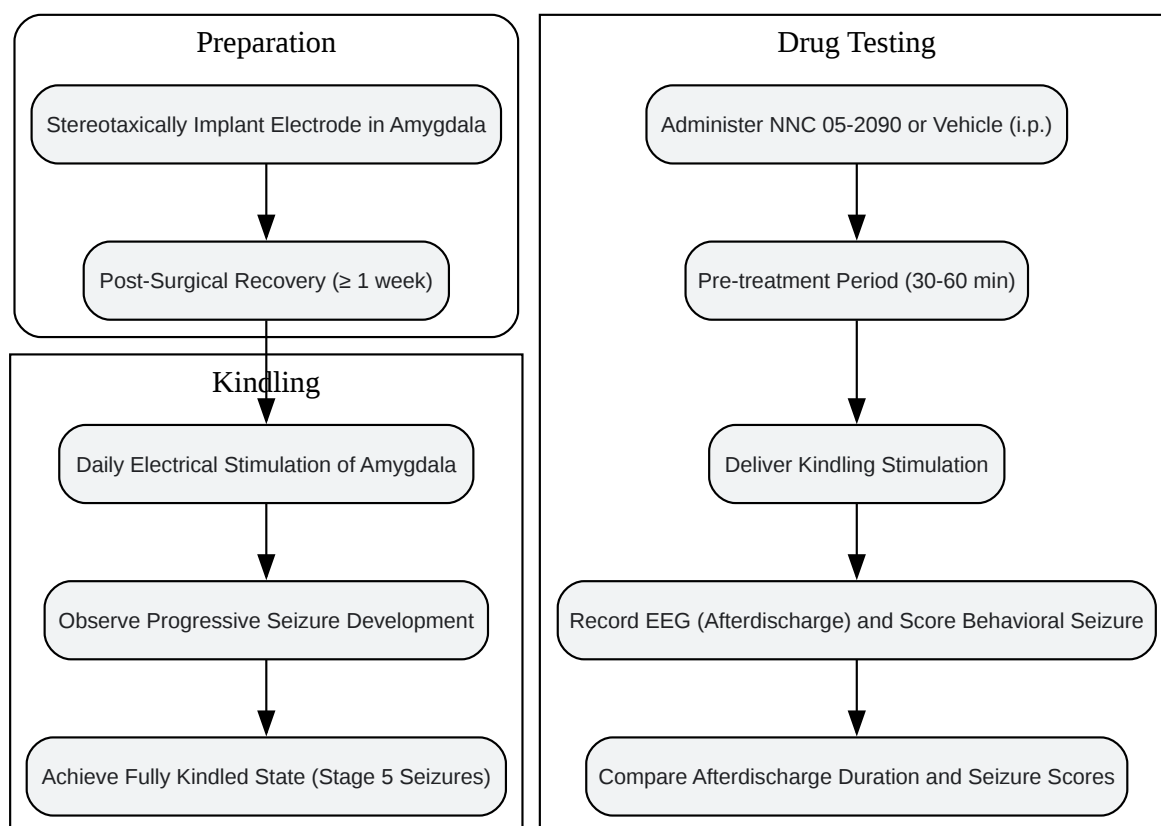 Preparation
Stereotaxically Implant Electrode in Amygdala
Post-Surgical Recovery (≥ 1 week)
Kindling
Daily Electrical Stimulation of Amygdala
Observe Progressive Seizure Development
Achieve Fully Kindled State (Stage 5 Seizures)
Drug Testing
Administer NNC 05-2090 or Vehicle (i.p.)
Pre-treatment Period (30-60 min)
Deliver Kindling Stimulation
Record EEG (Afterdischarge) and Score Behavioral Seizure
Compare Afterdischarge Duration and Seizure Scores